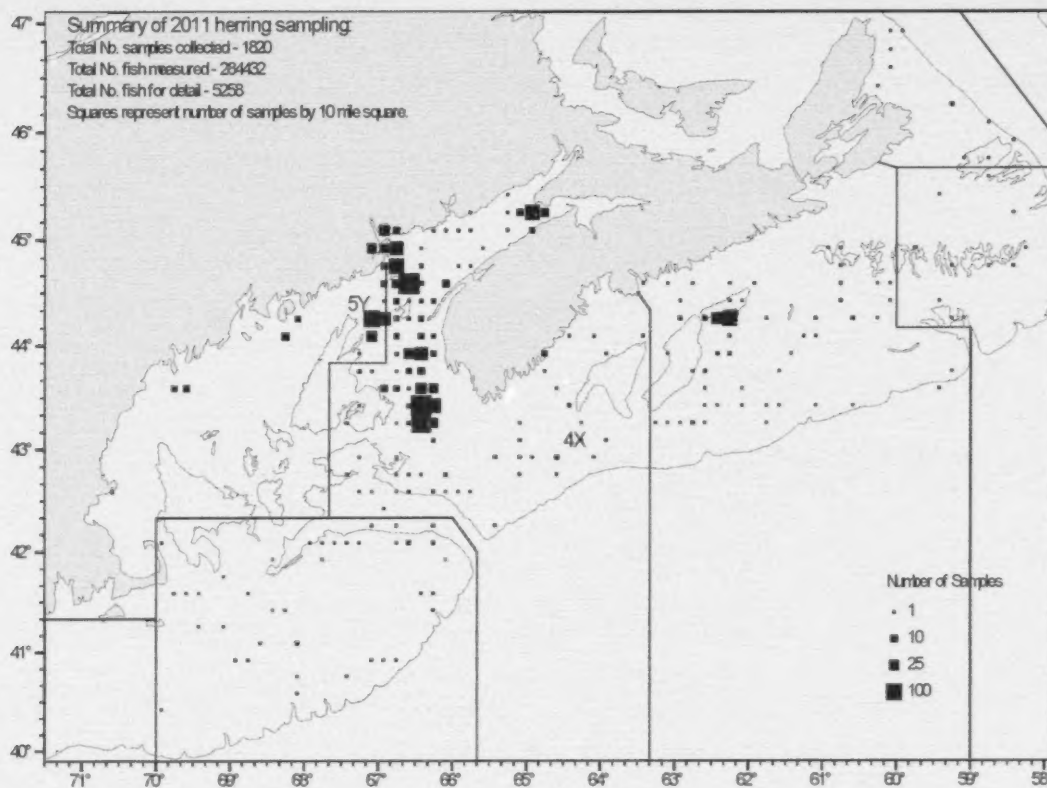 Summary of 2011 herring sampling:
Total No. samples collected - 1820
Total No. fish measured - 284432
Total No. fish for detail - 5258
Squares represent number of samples by 10 mile square.
47°
46°
45°
44°
43°
42°
41°
40°
5Y
4X
Number of Samples
1
10
25
100
71° 70° 69° 68° 67° 66° 65° 64° 63° 62° 61° 60° 59° 58°